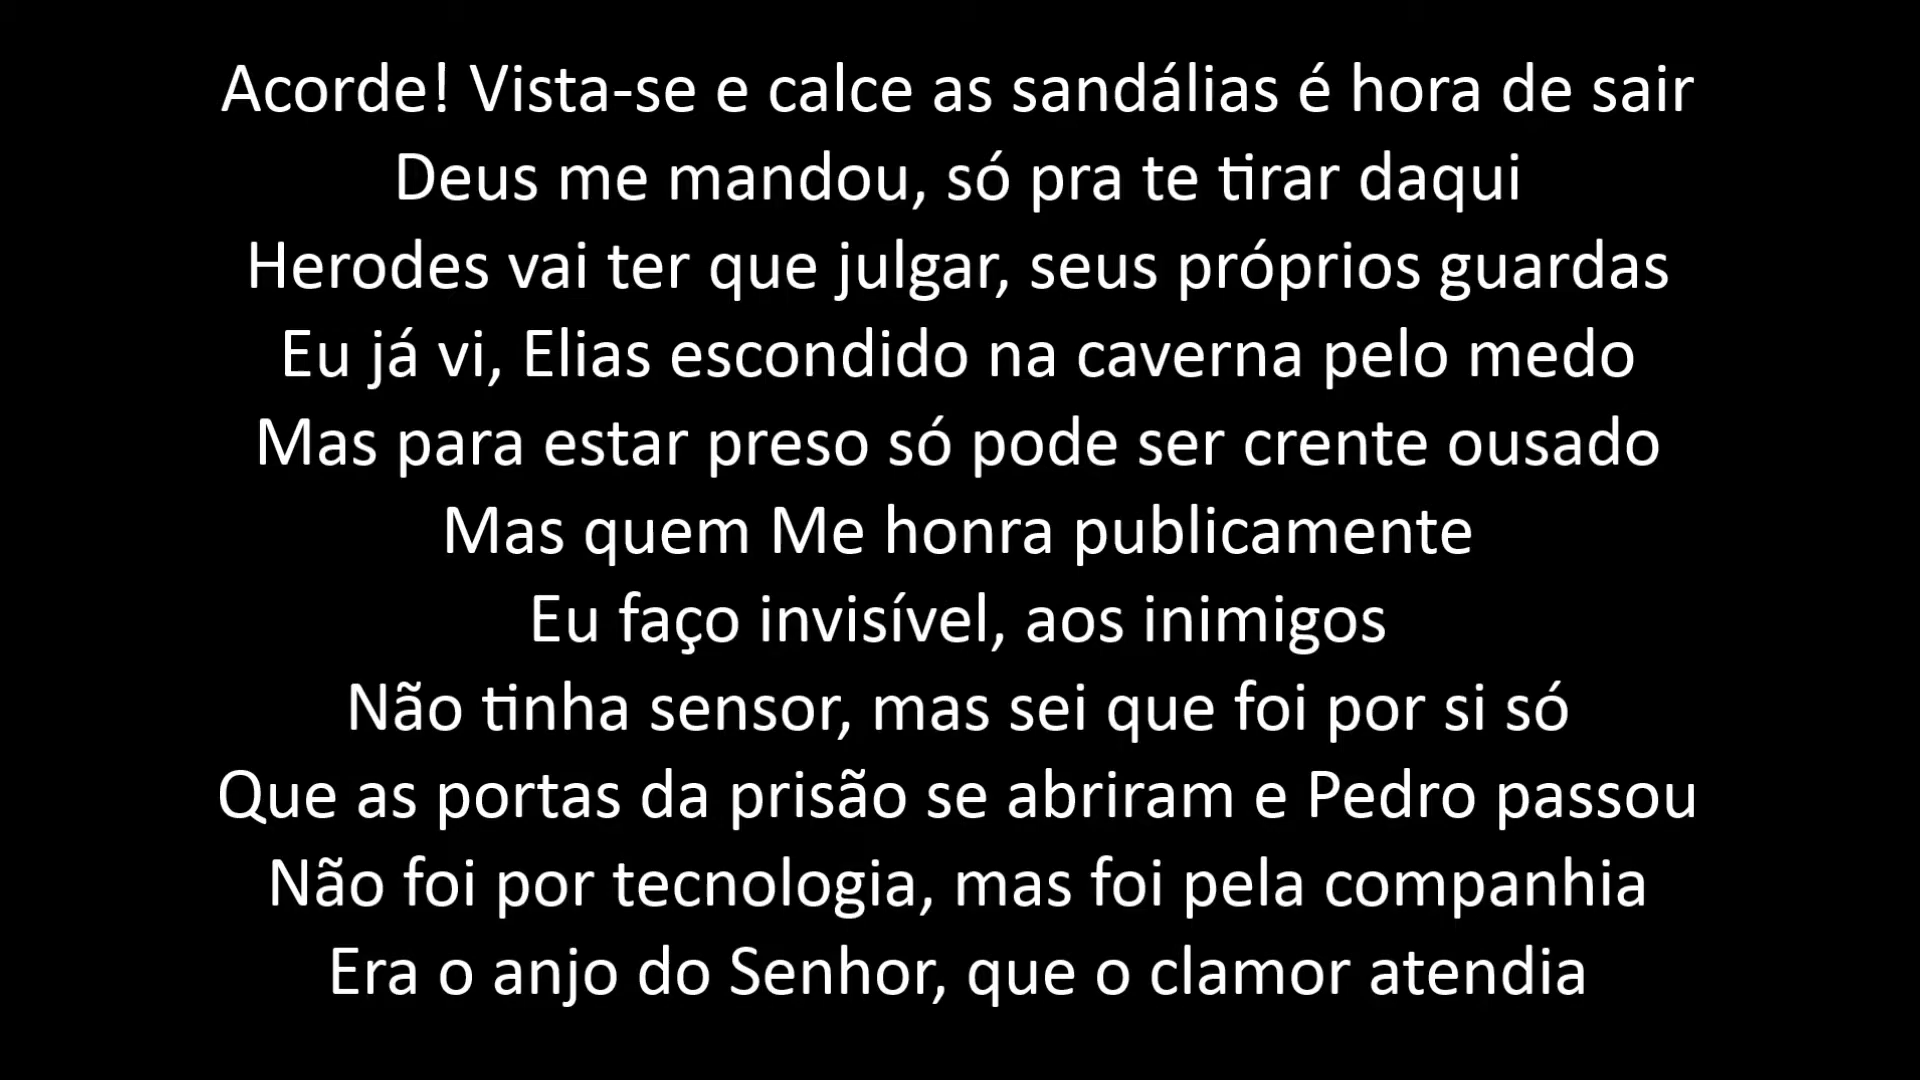 Acorde! Vista-se e calce as sandálias é hora de sair
Deus me mandou, só pra te tirar daqui
Herodes vai ter que julgar, seus próprios guardas
Eu já vi, Elias escondido na caverna pelo medo
Mas para estar preso só pode ser crente ousado
Mas quem Me honra publicamente
Eu faço invisível, aos inimigos
Não tinha sensor, mas sei que foi por si só
Que as portas da prisão se abriram e Pedro passou
Não foi por tecnologia, mas foi pela companhia
Era o anjo do Senhor, que o clamor atendia